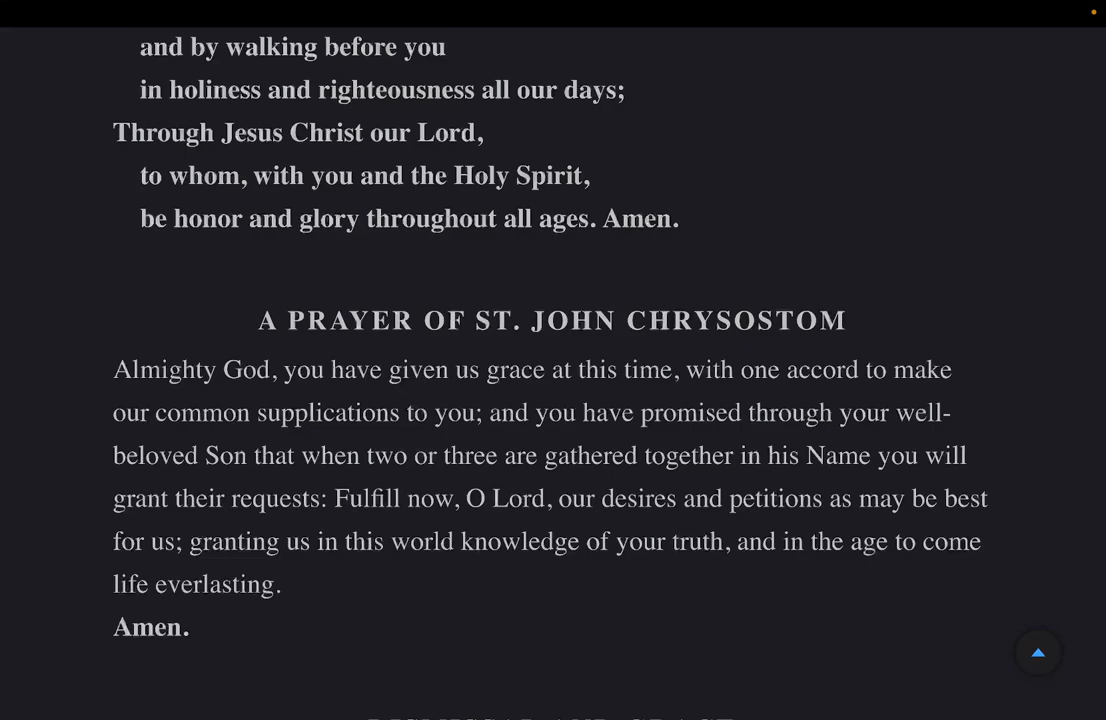 and by walking before you
in holiness and righteousness all our days;
Through Jesus Christ our Lord,
to whom, with you and the Holy Spirit,
be honor and glory throughout all ages. Amen.
A PRAYER OF ST. JOHN CHRYSOSTOM
Almighty God, you have given us grace at this time, with one accord to make
our common supplications to you; and you have promised through your well-
beloved Son that when two or three are gathered together in his Name you will
grant their requests: Fulfill now, O Lord, our desires and petitions as may be best
for us; granting us in this world knowledge of your truth, and in the age to come
life everlasting.
Amen.